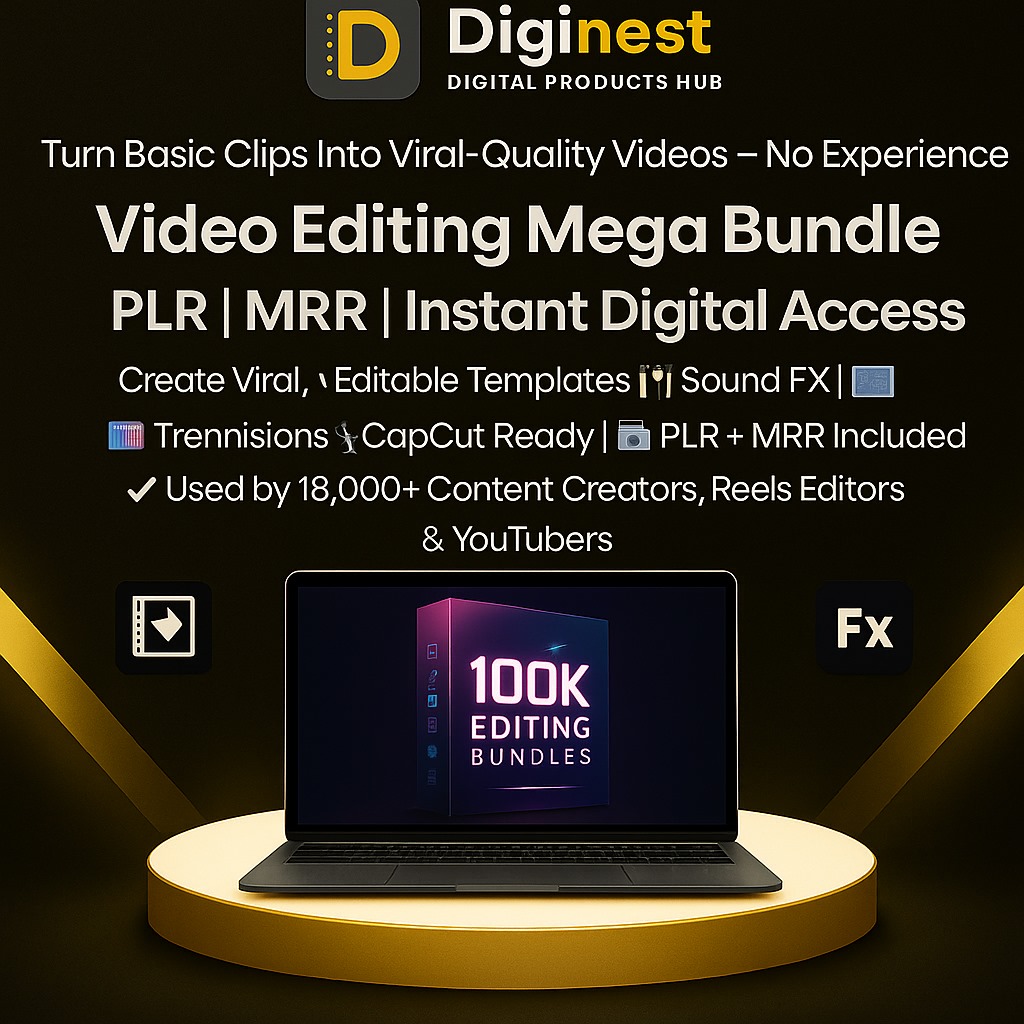 D
Diginest
DIGITAL PRODUCTS HUB
Turn Basic Clips Into Viral-Quality Videos – No Experience
Video Editing Mega Bundle
PLR | MRR | Instant Digital Access
Create Viral, Editable Templates Sound FX |
Trennisions CapCut Ready | PLR + MRR Included
✓ Used by 18,000+ Content Creators, Reels Editors
& YouTubers
Fx
100K
EDITING
BUNDLES